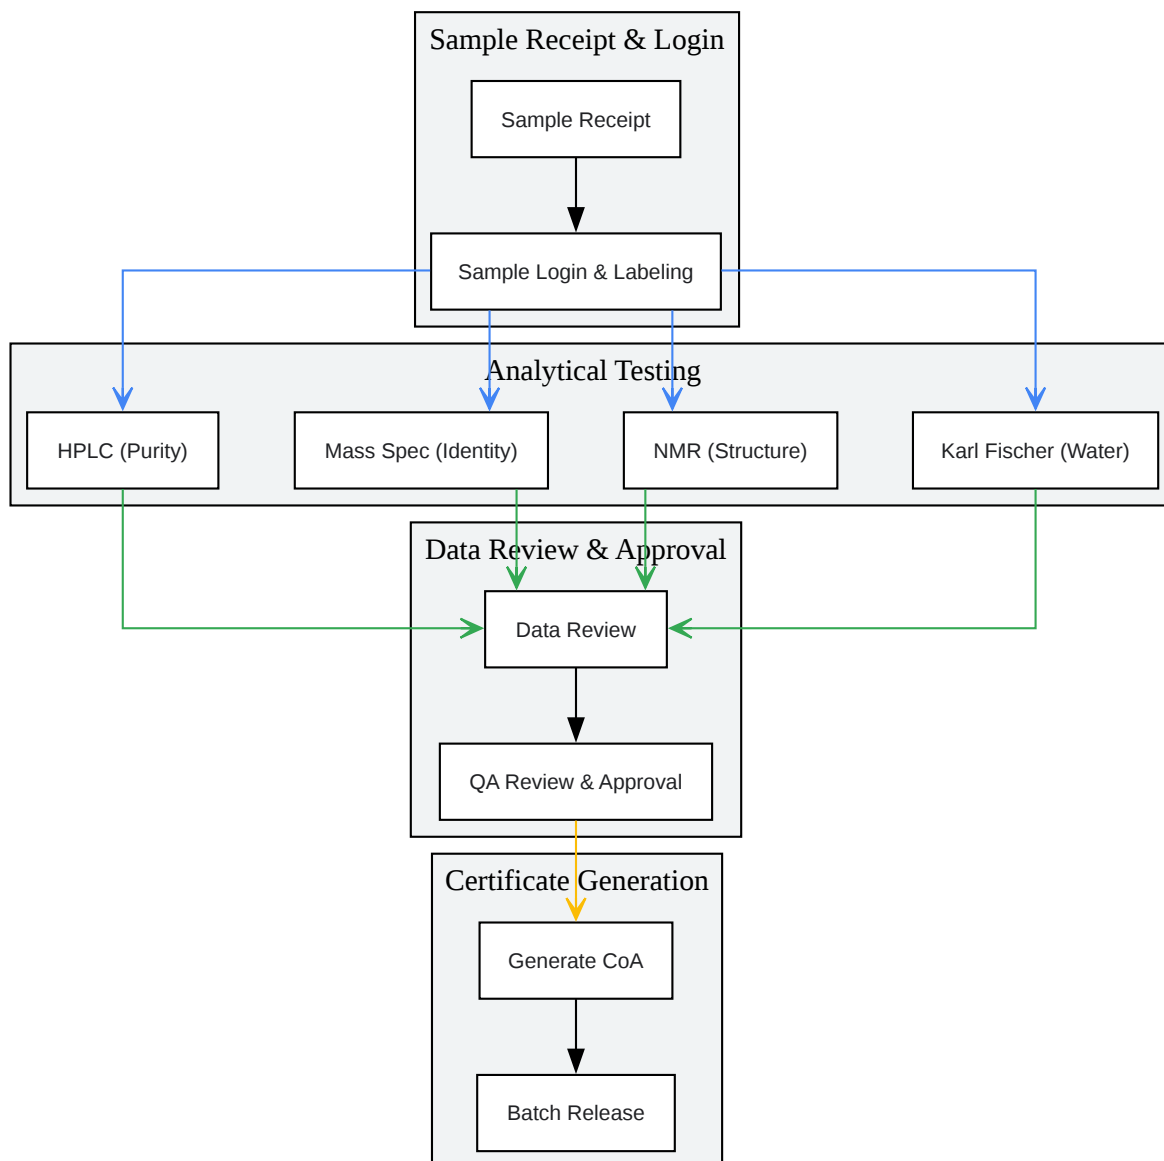 Sample Receipt & Login
Sample Receipt
Sample Login & Labeling
Analytical Testing
HPLC (Purity)
Mass Spec (Identity)
NMR (Structure)
Karl Fischer (Water)
Data Review & Approval
Data Review
QA Review & Approval
Certificate Generation
Generate CoA
Batch Release